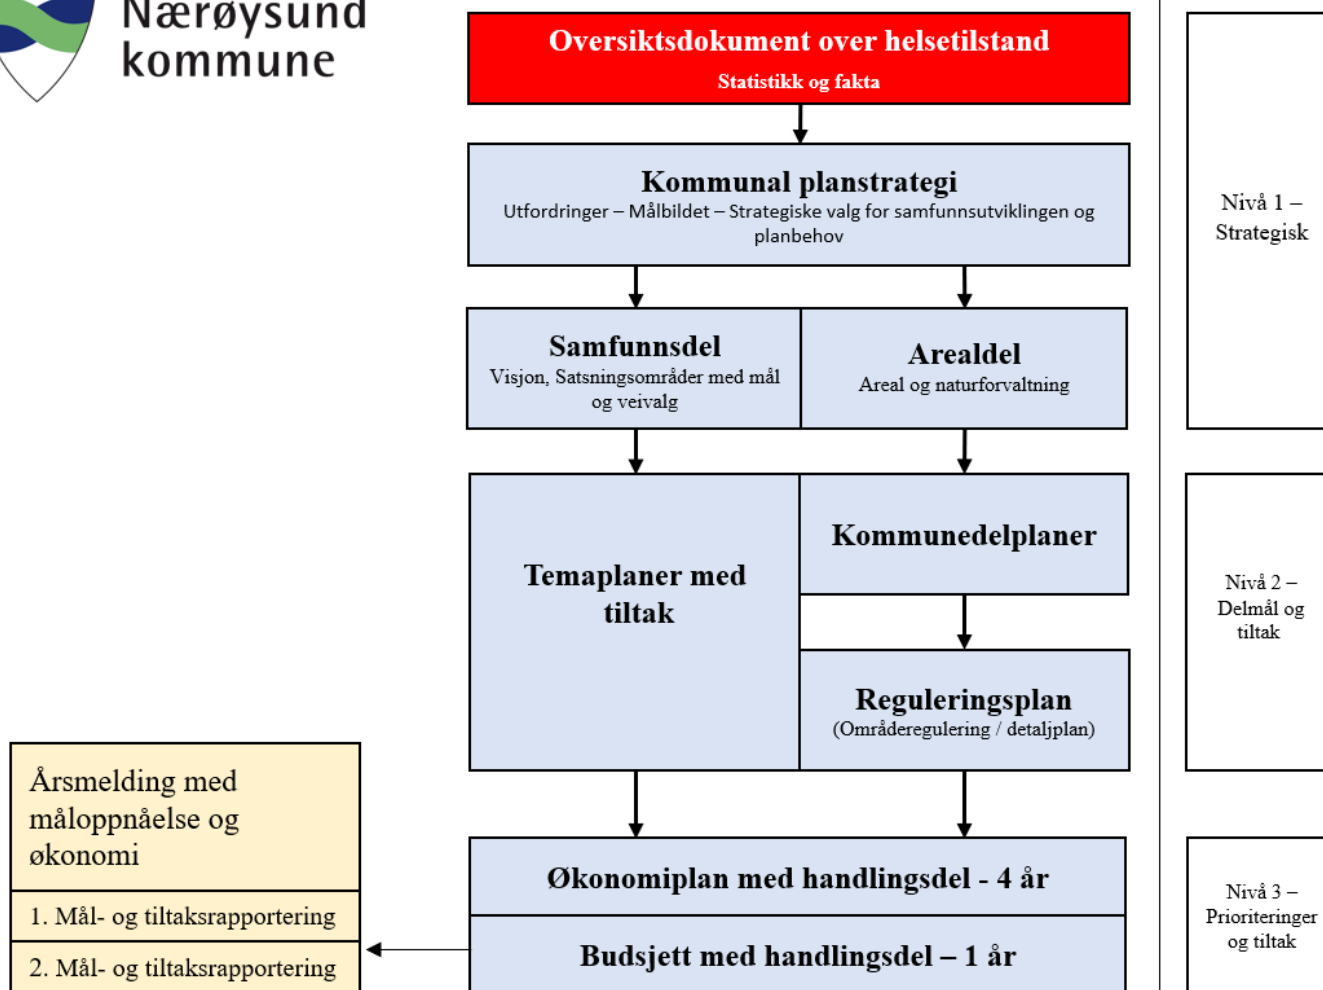 Nærøysund
kommune
Oversiktsdokument over helsetilstand
Statistikk og fakta
Kommunal planstrategi
Utfordringer – Målbildet – Strategiske valg for samfunnsutviklingen og
planbehov
Nivå 1 –
Strategisk
Samfunnsdel
Visjon, Satsningsområder med mål
og veivalg
Arealdel
Areal og naturforvaltning
Temaplaner med
tiltak
Kommunedelplaner
Reguleringsplan
(Områderegulering / detaljplan)
Nivå 2 –
Delmål og
tiltak
Årsmelding med
måloppnåelse og
økonomi
1. Mål- og tiltaksrapportering
2. Mål- og tiltaksrapportering
Økonomiplan med handlingsdel - 4 år
Budsjett med handlingsdel – 1 år
Nivå 3 –
Prioriteringer
og tiltak